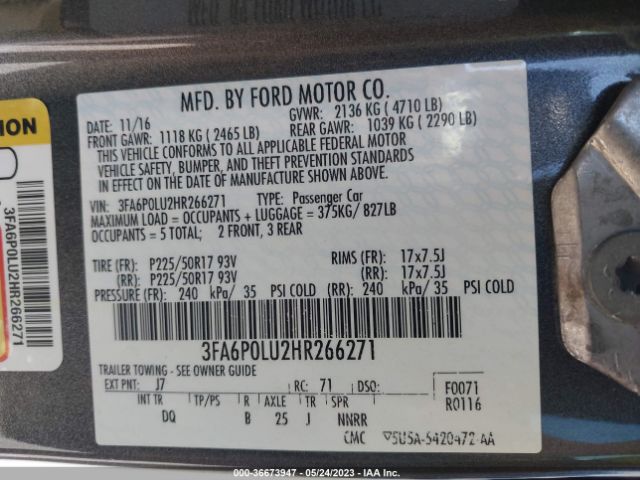 MFD. BY FORD MOTOR CO.
DATE: 11/16 GVWR: 2136 KG ( 4710 LB)
FRONT GAWR: 1118 KG ( 2465 LB) REAR GAWR: 1039 KG ( 2290 LB)
THIS VEHICLE CONFORMS TO ALL APPLICABLE FEDERAL MOTOR
VEHICLE SAFETY, BUMPER, AND THEFT PREVENTION STANDARDS
IN EFFECT ON THE DATE OF MANUFACTURE SHOWN ABOVE.
VIN: 3FA6P0LU2HR266271 TYPE: Passenger Car
MAXIMUM LOAD = OCCUPANTS + LUGGAGE = 375KG/ 827LB
OCCUPANTS = 5 TOTAL; 2 FRONT, 3 REAR
TIRE (FR): P225/50R17 93V RIMS (FR): 17x7.5J
(RR): P225/50R17 93V (RR): 17x7.5J
PRESSURE (FR): 240 kPa/ 35 PSI COLD (RR): 240 kPa/ 35 PSI COLD
3FA6P0LU2HR266271
TRAILER TOWING - SEE OWNER GUIDE
EXT PNT: J7 RC: 71 DSO: F0071
INT TR TP/PS R AXLE TR SPR R0116
DQ B 25 J NNRR
CMC
ION
3FA6P0LU2HR266271
000-36673947 - 05/24/2023 - IAA Inc.